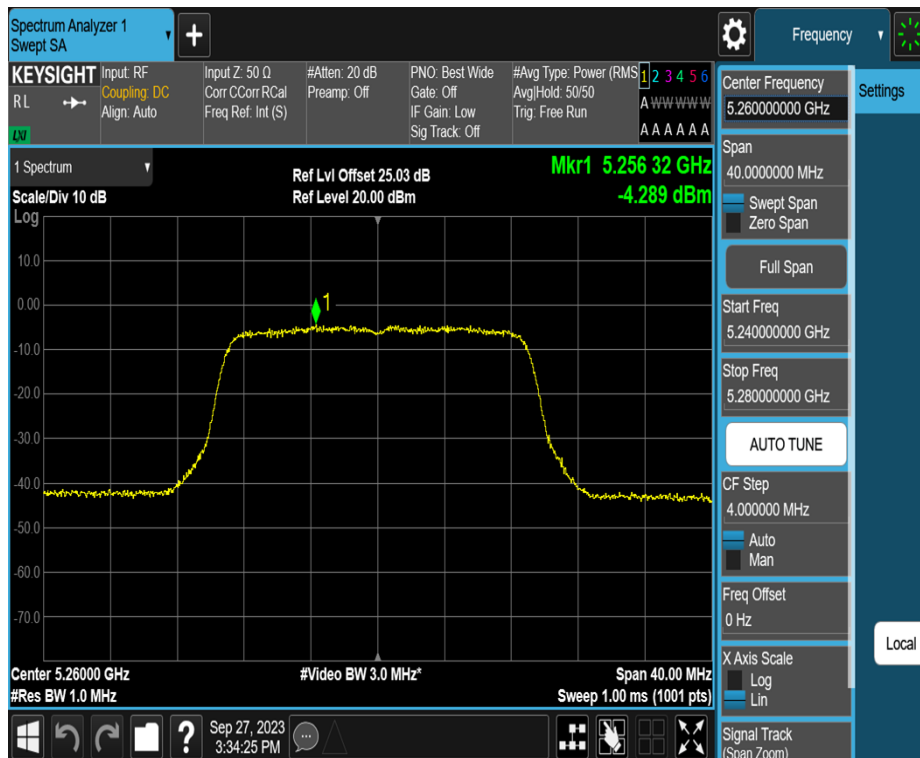 Spectrum Analyzer 1
Swept SA
+
Frequency
KEYSIGHT
RL
LXI
Input: RF
Coupling: DC
Align: Auto
Input Z: 50 Ω
Corr CCorr RCal
Freq Ref: Int (S)
#Atten: 20 dB
Preamp: Off
PNO: Best Wide
Gate: Off
IF Gain: Low
Sig Track: Off
#Avg Type: Power (RMS
Avg|Hold: 50/50
Trig: Free Run
1 2 3 4 5 6
A W W W W W
A A A A A A
1 Spectrum
Scale/Div 10 dB
Log
Ref Lvl Offset 25.03 dB
Ref Level 20.00 dBm
Mkr1 5.256 32 GHz
-4.289 dBm
1
10.0
0.00
-10.0
-20.0
-30.0
-40.0
-50.0
-60.0
-70.0
Center 5.26000 GHz
#Res BW 1.0 MHz
#Video BW 3.0 MHz*
Span 40.00 MHz
Sweep 1.00 ms (1001 pts)
Center Frequency
5.260000000 GHz
Span
40.0000000 MHz
Swept Span
Zero Span
Full Span
Start Freq
5.240000000 GHz
Stop Freq
5.280000000 GHz
AUTO TUNE
CF Step
4.000000 MHz
Auto
Man
Freq Offset
0 Hz
X Axis Scale
Log
Lin
Signal Track
(Span Zoom)
Settings
Local
?
Sep 27, 2023
3:34:25 PM